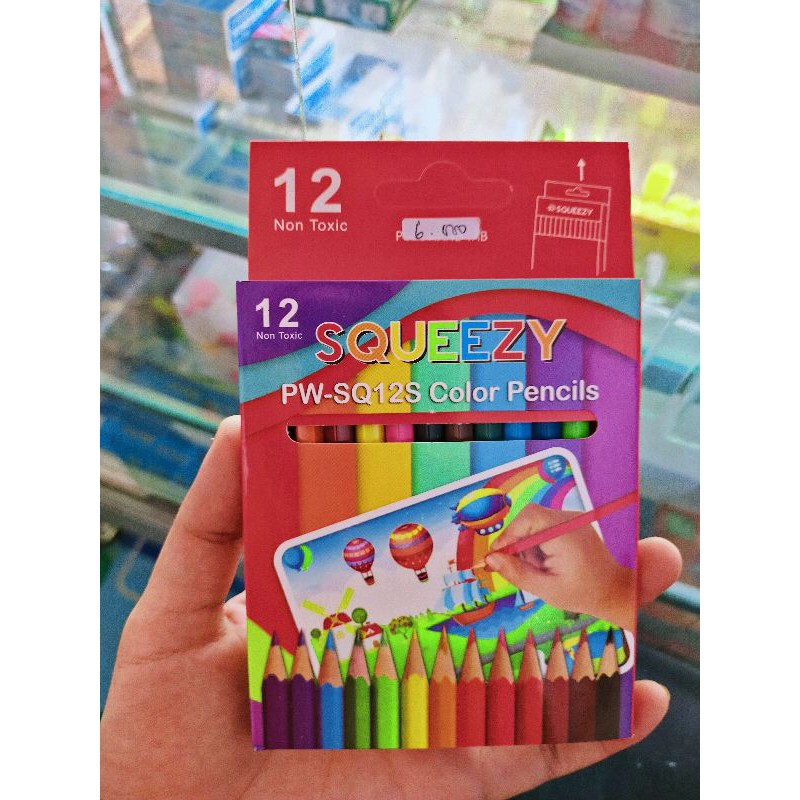 12
Non Toxic
6.000
@SQUEEZY
12
Non Toxic
SQUEEZY
PW-SQ12S Color Pencils